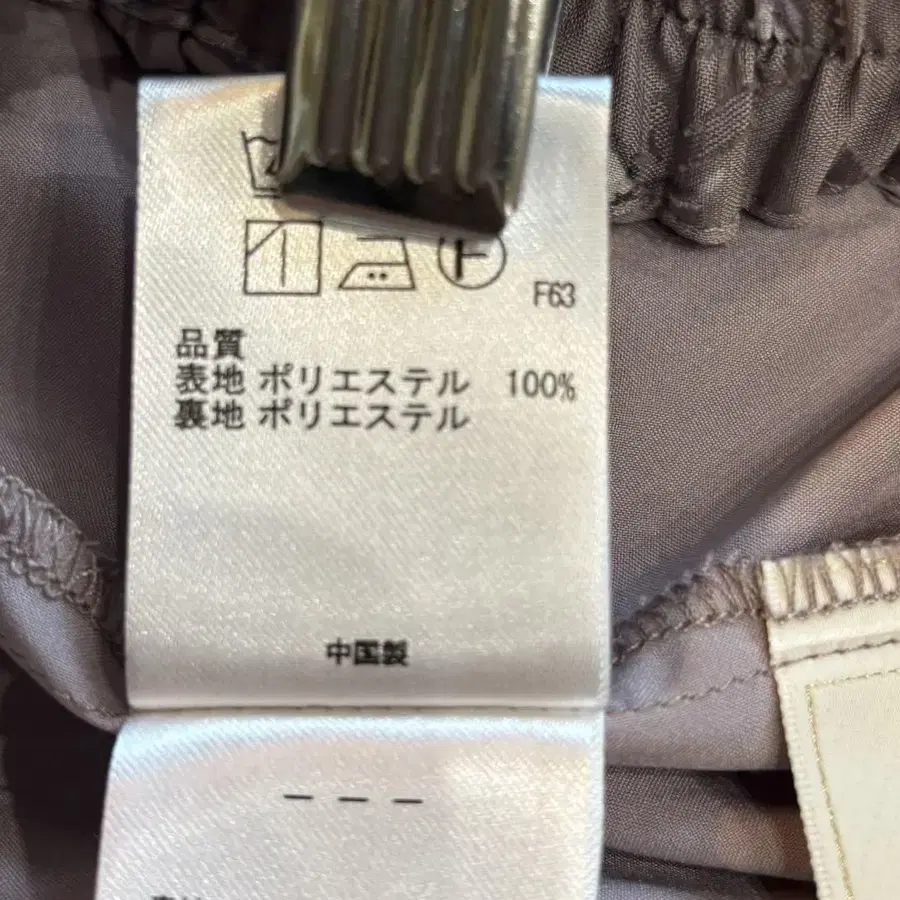 F
F63
品質
表地 ポリエステル 100%
裏地 ポリエステル
中国製
---